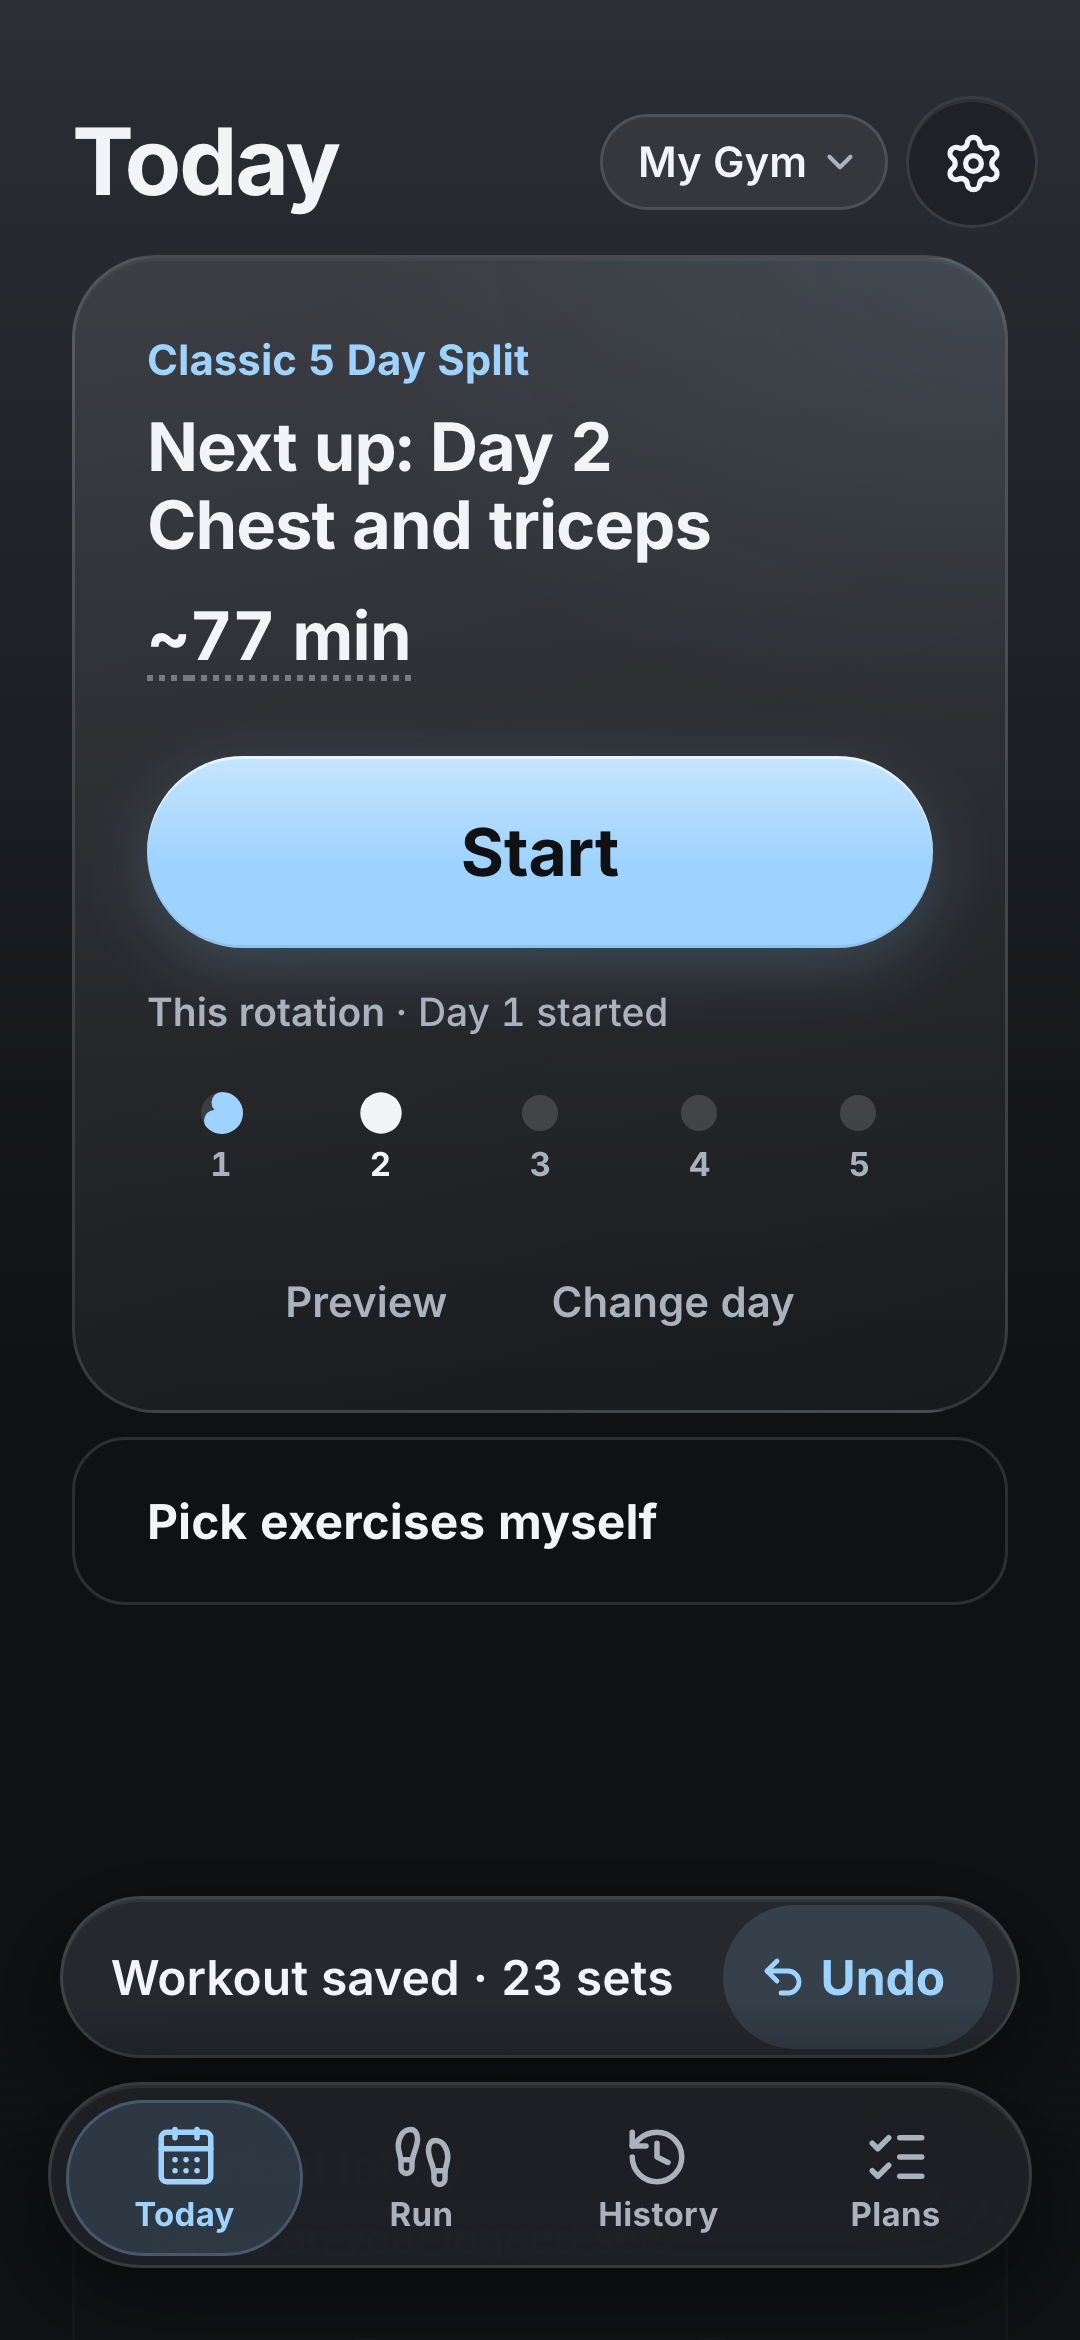 Today
My Gym
Classic 5 Day Split
Next up: Day 2
Chest and triceps
~77 min
Start
This rotation · Day 1 started
1 2 3 4 5
Preview Change day
Pick exercises myself
Workout saved · 23 sets Undo
Today Run History Plans